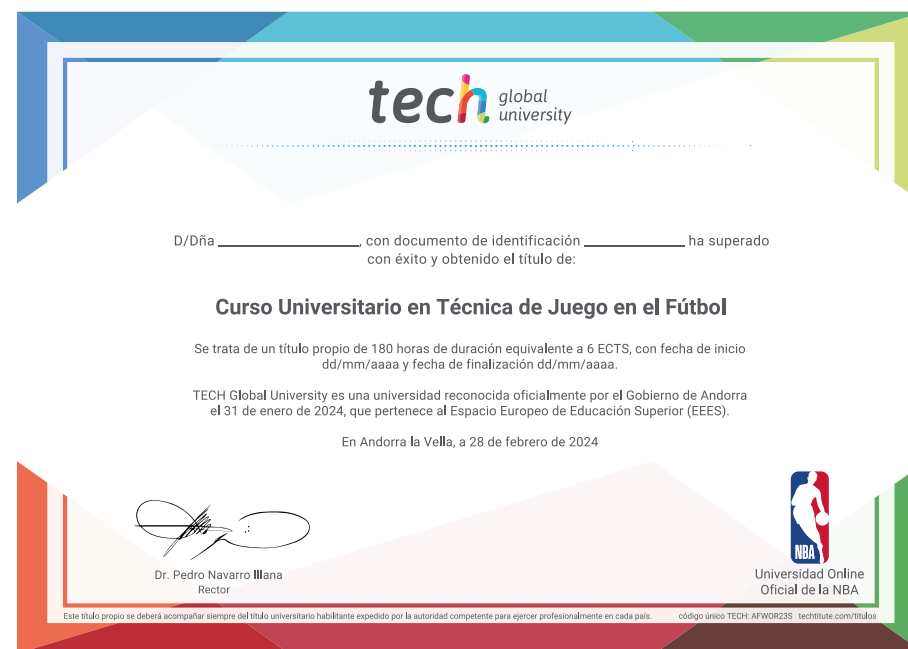 tech global
university
D/Dña ____________, con documento de identificación ____________ ha superado
con éxito y obtenido el título de:
Curso Universitario en Técnica de Juego en el Fútbol
Se trata de un título propio de 180 horas de duración equivalente a 6 ECTS, con fecha de inicio
dd/mm/aaaa y fecha de finalización dd/mm/aaaa.
TECH Global University es una universidad reconocida oficialmente por el Gobierno de Andorra
el 31 de enero de 2024, que pertenece al Espacio Europeo de Educación Superior (EEES).
En Andorra la Vella, a 28 de febrero de 2024
Dr. Pedro Navarro Illana
Rector
NBA
Universidad Online
Oficial de la NBA
Este título propio se deberá acompañar siempre del título universitario habilitante expedido por la autoridad competente para ejercer profesionalmente en cada país. código único TECH: AFWOR23S techtitute.com/titulos